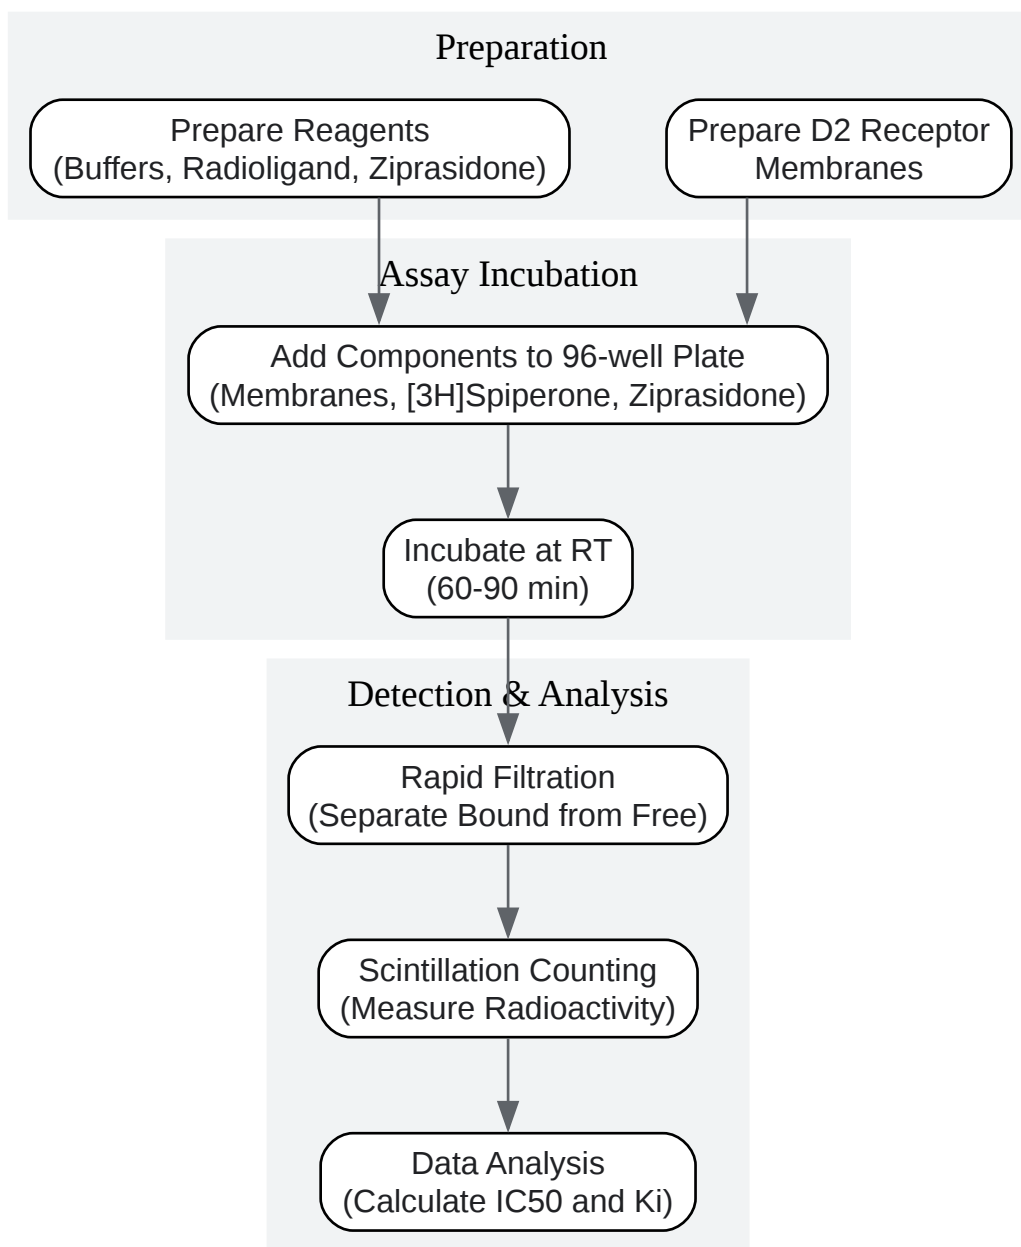 Preparation
Prepare Reagents
(Buffers, Radioligand, Ziprasidone)
Prepare D2 Receptor
Membranes
Assay Incubation
Add Components to 96-well Plate
(Membranes, [3H]Spiperone, Ziprasidone)
Incubate at RT
(60-90 min)
Detection & Analysis
Rapid Filtration
(Separate Bound from Free)
Scintillation Counting
(Measure Radioactivity)
Data Analysis
(Calculate IC50 and Ki)